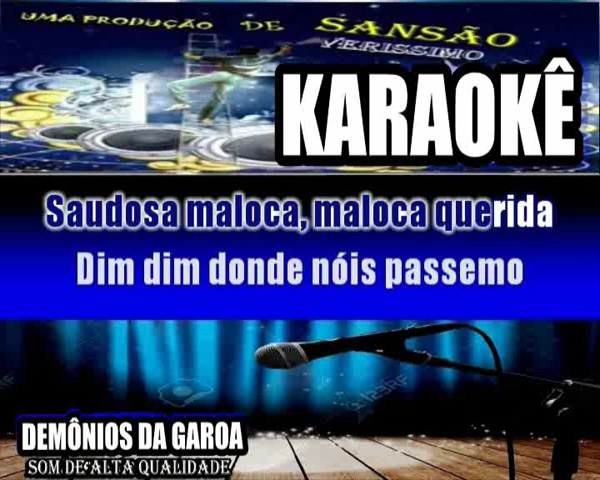 UMA PRODUÇÃO DE SANSÃO
VERISSIMO
KARAOKÊ
Saudosa maloca, maloca querida
Dim dim donde nóis passemo
123RF
DEMÔNIOS DA GAROA
SOM DE ALTA QUALIDADE